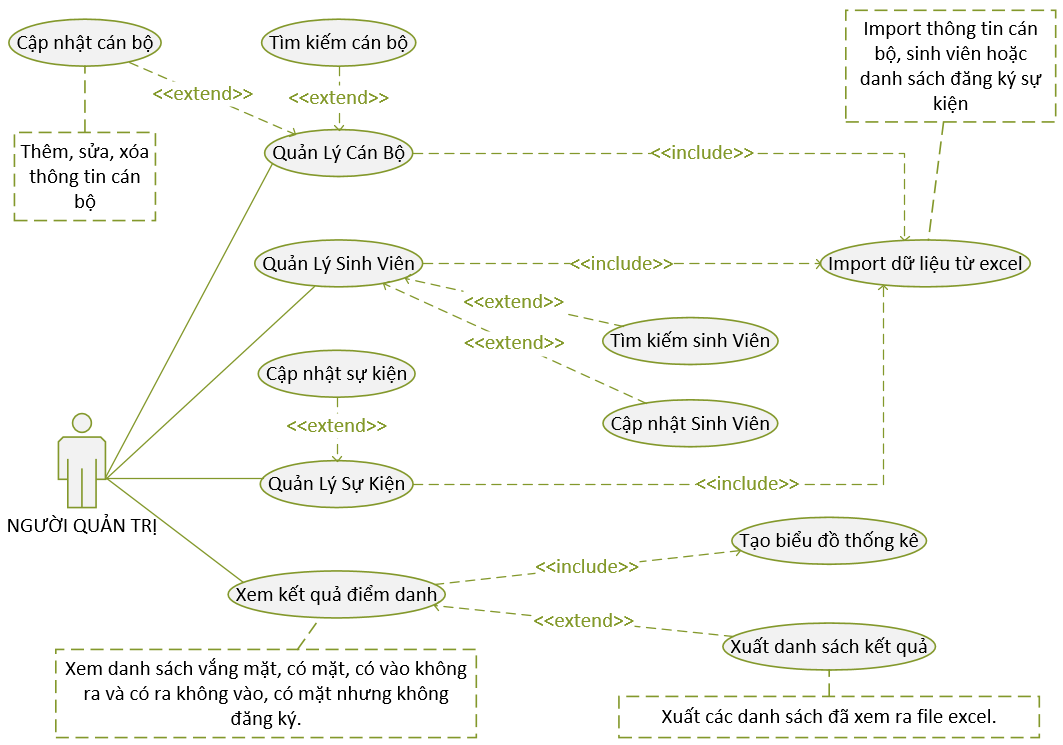 Cập nhật cán bộ
Tìm kiếm cán bộ
Import thông tin cán
bộ, sinh viên hoặc
danh sách đăng ký sự
kiện
<<extend>>
<<extend>>
Thêm, sửa, xóa
thông tin cán
bộ
Quản Lý Cán Bộ
<<include>>
Quản Lý Sinh Viên
<<include>>
Import dữ liệu từ excel
<<extend>>
Tìm kiếm sinh Viên
<<extend>>
Cập nhật sự kiện
Cập nhật Sinh Viên
<<extend>>
Quản Lý Sự Kiện
<<include>>
NGƯỜI QUẢN TRỊ
Tạo biểu đồ thống kê
<<include>>
Xem kết quả điểm danh
<<extend>>
Xuất danh sách kết quả
Xem danh sách vắng mặt, có mặt, có vào không
ra và có ra không vào, có mặt nhưng không
đăng ký.
Xuất các danh sách đã xem ra file excel.